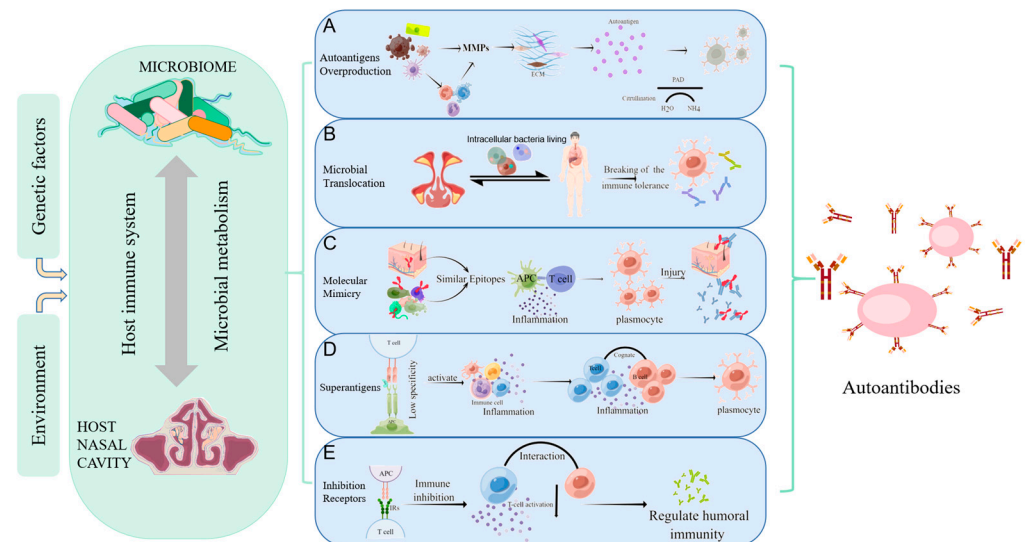 Genetic factors
Environment
MICROBIOME
Host immune system
Microbial metabolism
HOST
NASAL
CAVITY
A
Autoantigens
Overproduction
MMPs
ECM
Autoantigen
PAD
Citrullination
H2O
NH4
B
Microbial
Translocation
Intracellular bacteria living
Breaking of the
immune tolerance
C
Molecular
Mimicry
Similar Epitopes
APC
T cell
Inflammation
plasmocyte
Injury
D
Superantigens
T cell
Low specificity
activate
Immune cell
Inflammation
Cognate
B cell
Inflammation
plasmocyte
E
Inhibition
Receptors
APC
IRs
T cell
Immune
inhibition
Interaction
T-cell activation
Regulate humoral
immunity
Autoantibodies